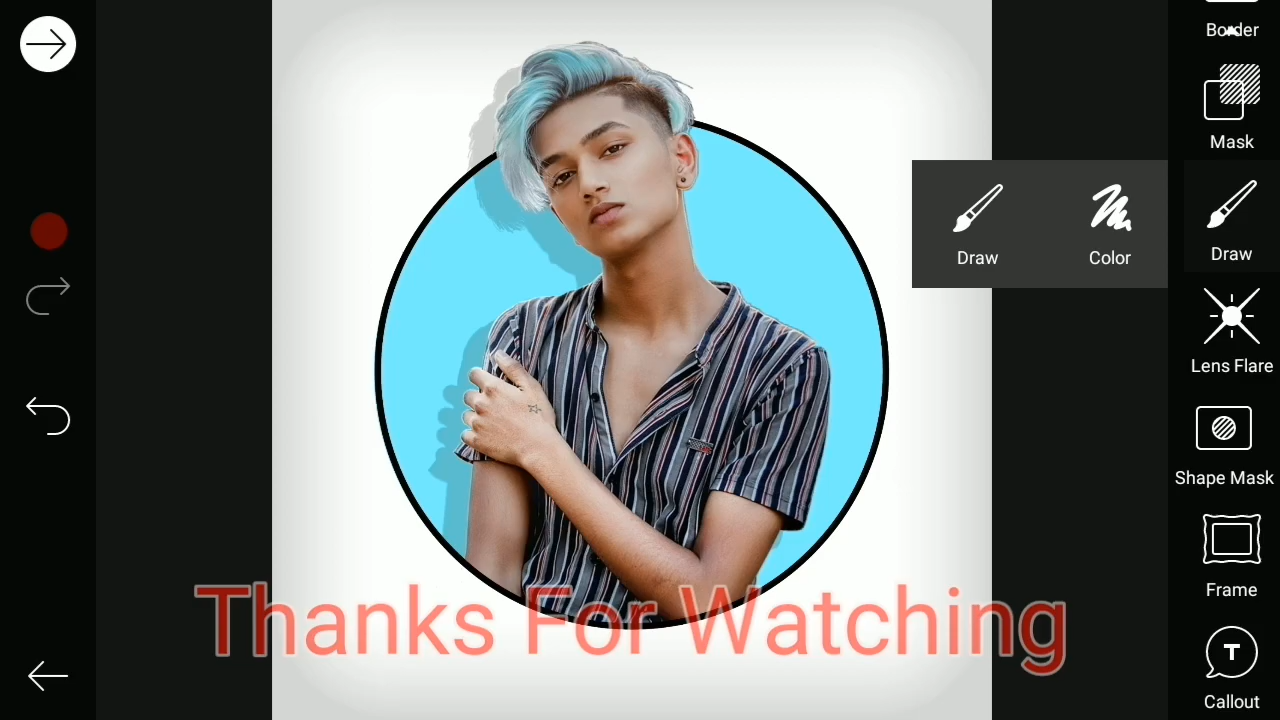 Border
Mask
Draw
Color
Draw
Lens Flare
Shape Mask
Frame
Thanks For Watching
T
Callout